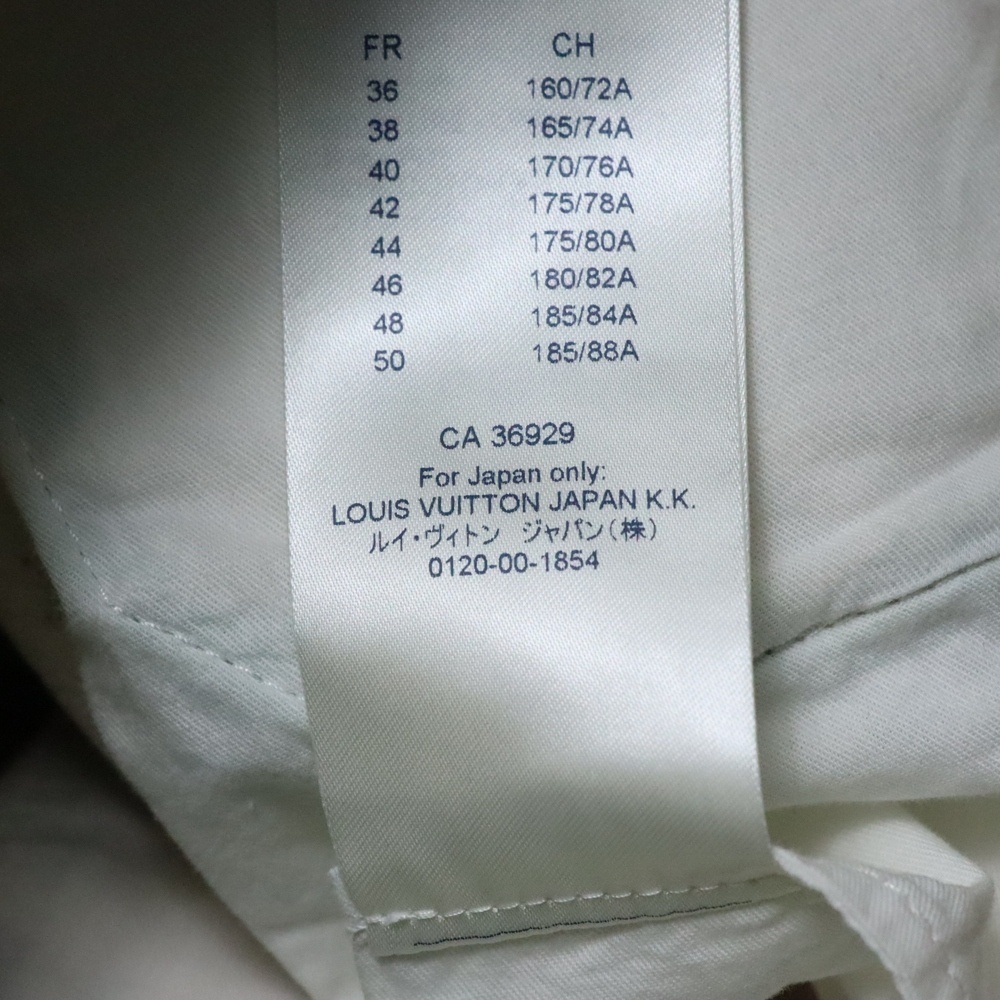 FR CH
36 160/72A
38 165/74A
40 170/76A
42 175/78A
44 175/80A
46 180/82A
48 185/84A
50 185/88A
CA 36929
For Japan only:
LOUIS VUITTON JAPAN K.K.
ルイ・ヴィトン ジャパン(株)
0120-00-1854